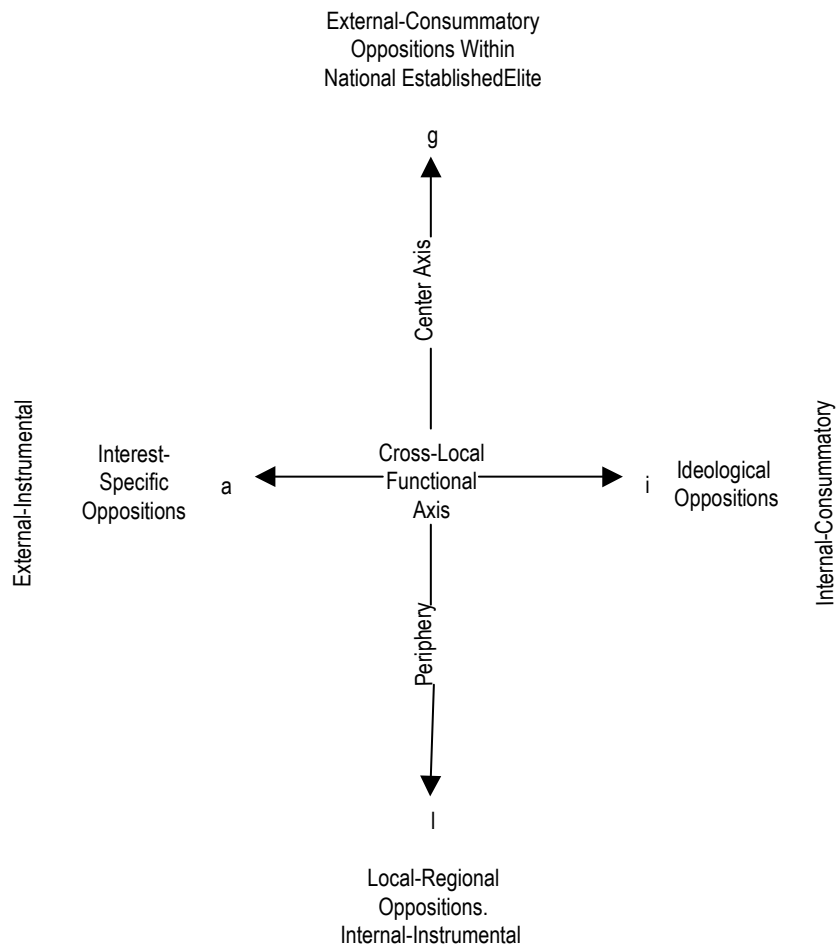 External-Consummatory
Oppositions Within
National EstablishedElite
g
Center Axis
External-Instrumental
Interest-
Specific
Oppositions
a
Cross-Local
Functional
Axis
i
Ideological
Oppositions
Internal-Consummatory
Periphery
l
Local-Regional
Oppositions.
Internal-Instrumental